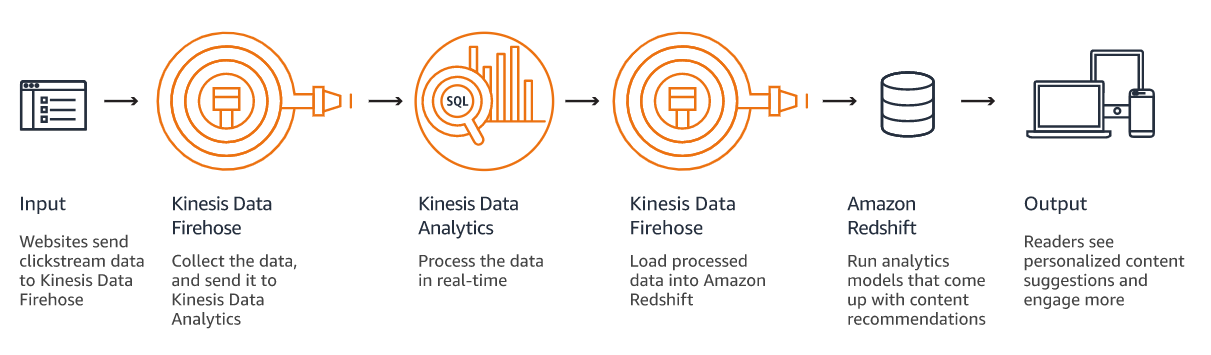 SQL
Input
Websites send
clickstream data
to Kinesis Data
Firehose
Kinesis Data
Firehose
Collect the data,
and send it to
Kinesis Data
Analytics
Kinesis Data
Analytics
Process the data
in real-time
Kinesis Data
Firehose
Load processed
data into Amazon
Redshift
Amazon
Redshift
Run analytics
models that come
up with content
recommendations
Output
Readers see
personalized content
suggestions and
engage more